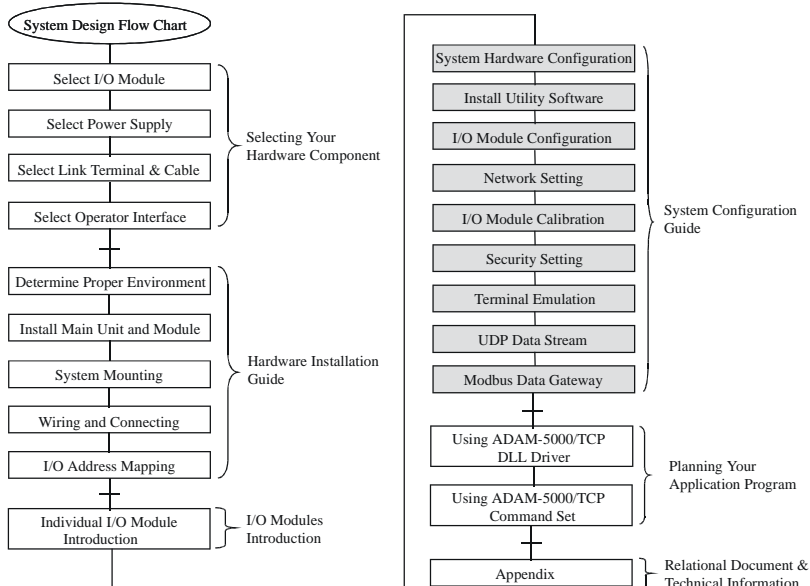 System Design Flow Chart
Select I/O Module
Select Power Supply
Select Link Terminal & Cable
Select Operator Interface
Selecting Your
Hardware Component
Determine Proper Environment
Install Main Unit and Module
System Mounting
Wiring and Connecting
I/O Address Mapping
Hardware Installation
Guide
Individual I/O Module
Introduction
I/O Modules
Introduction
System Hardware Configuration
Install Utility Software
I/O Module Configuration
Network Setting
I/O Module Calibration
Security Setting
Terminal Emulation
UDP Data Stream
Modbus Data Gateway
System Configuration
Guide
Using ADAM-5000/TCP
DLL Driver
Using ADAM-5000/TCP
Command Set
Planning Your
Application Program
Appendix
Relational Document &
Technical Information